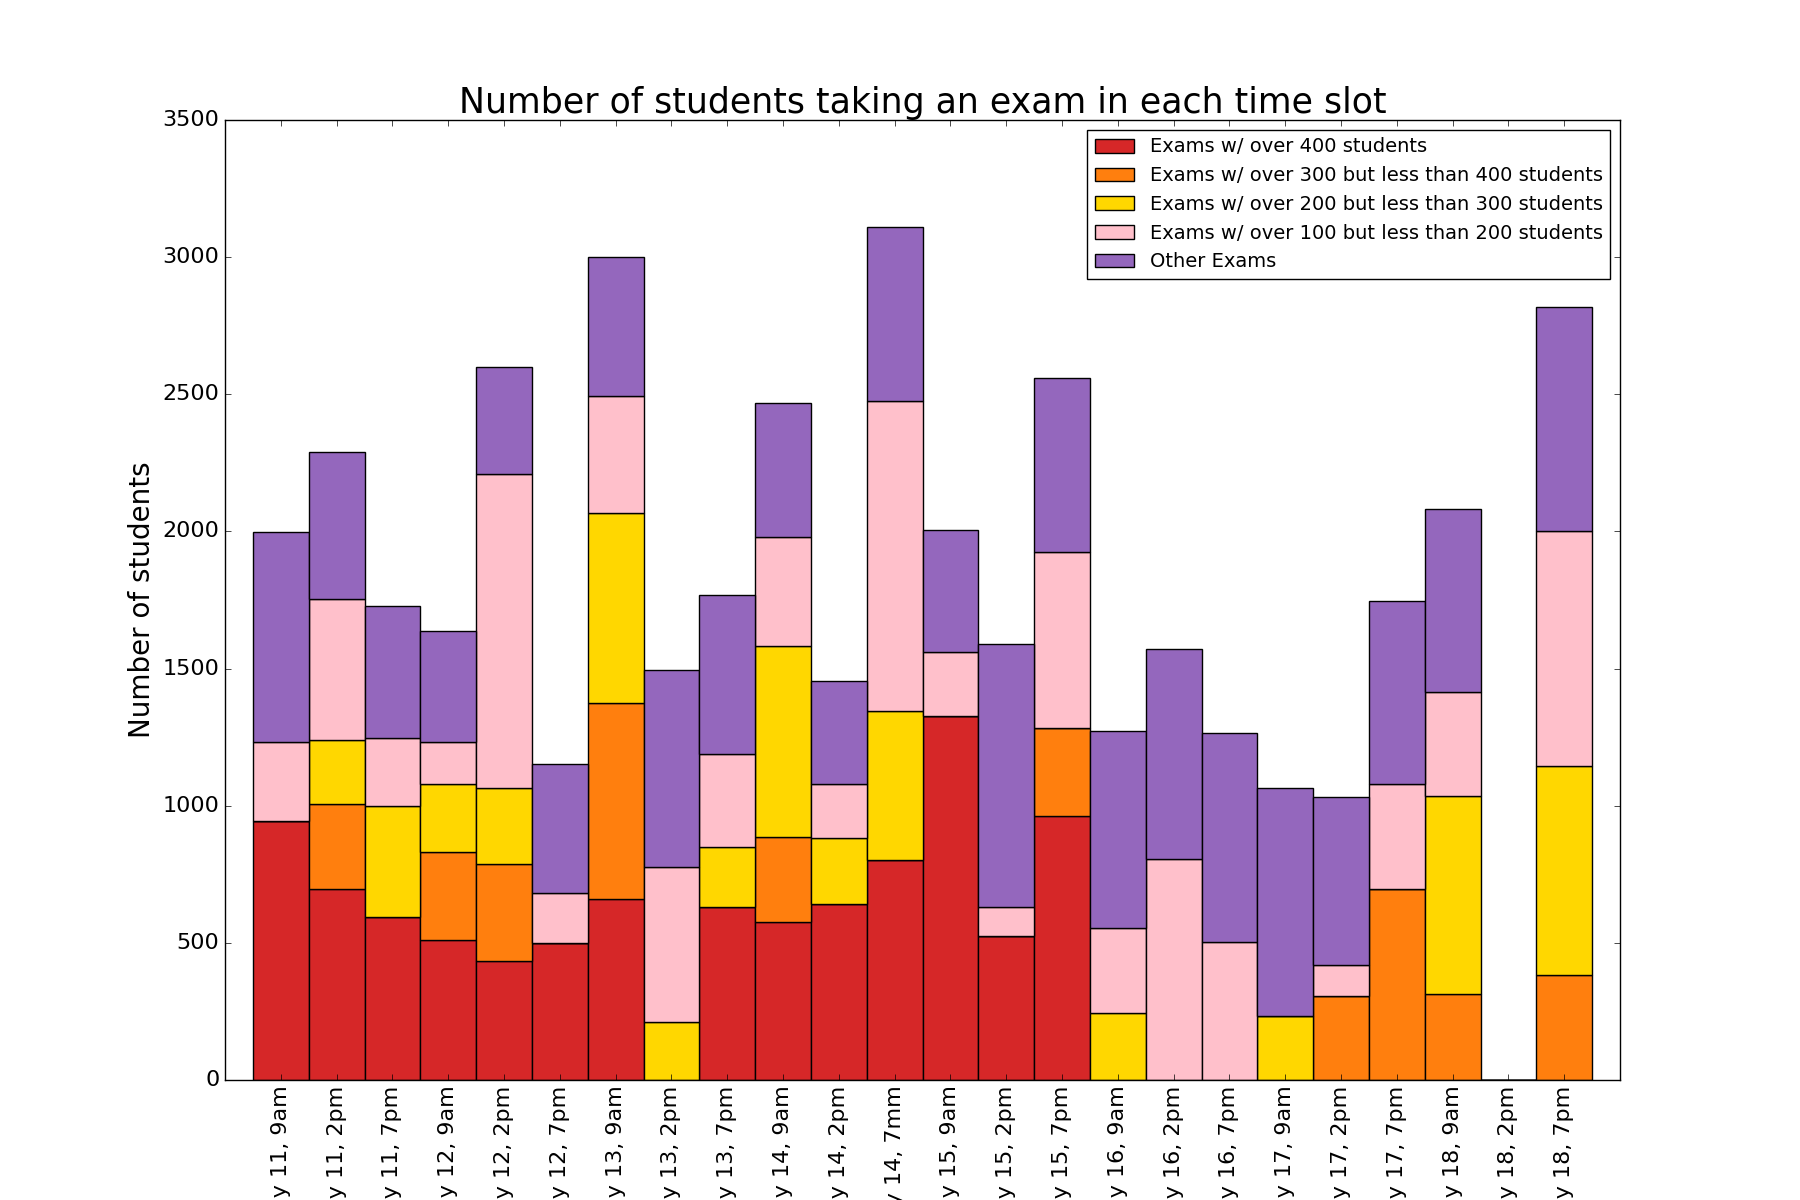 Number of students taking an exam in each time slot
Exams w/ over 400 students
Exams w/ over 300 but less than 400 students
Exams w/ over 200 but less than 300 students
Exams w/ over 100 but less than 200 students
Other Exams
Number of students
3500
3000
2500
2000
1500
1000
500
0
y 11, 9am
y 11, 2pm
y 11, 7pm
y 12, 9am
y 12, 2pm
y 12, 7pm
y 13, 9am
y 13, 2pm
y 13, 7pm
y 14, 9am
y 14, 2pm
y 14, 7mm
y 15, 9am
y 15, 2pm
y 15, 7pm
y 16, 9am
y 16, 2pm
y 16, 7pm
y 17, 9am
y 17, 2pm
y 17, 7pm
y 18, 9am
y 18, 2pm
y 18, 7pm